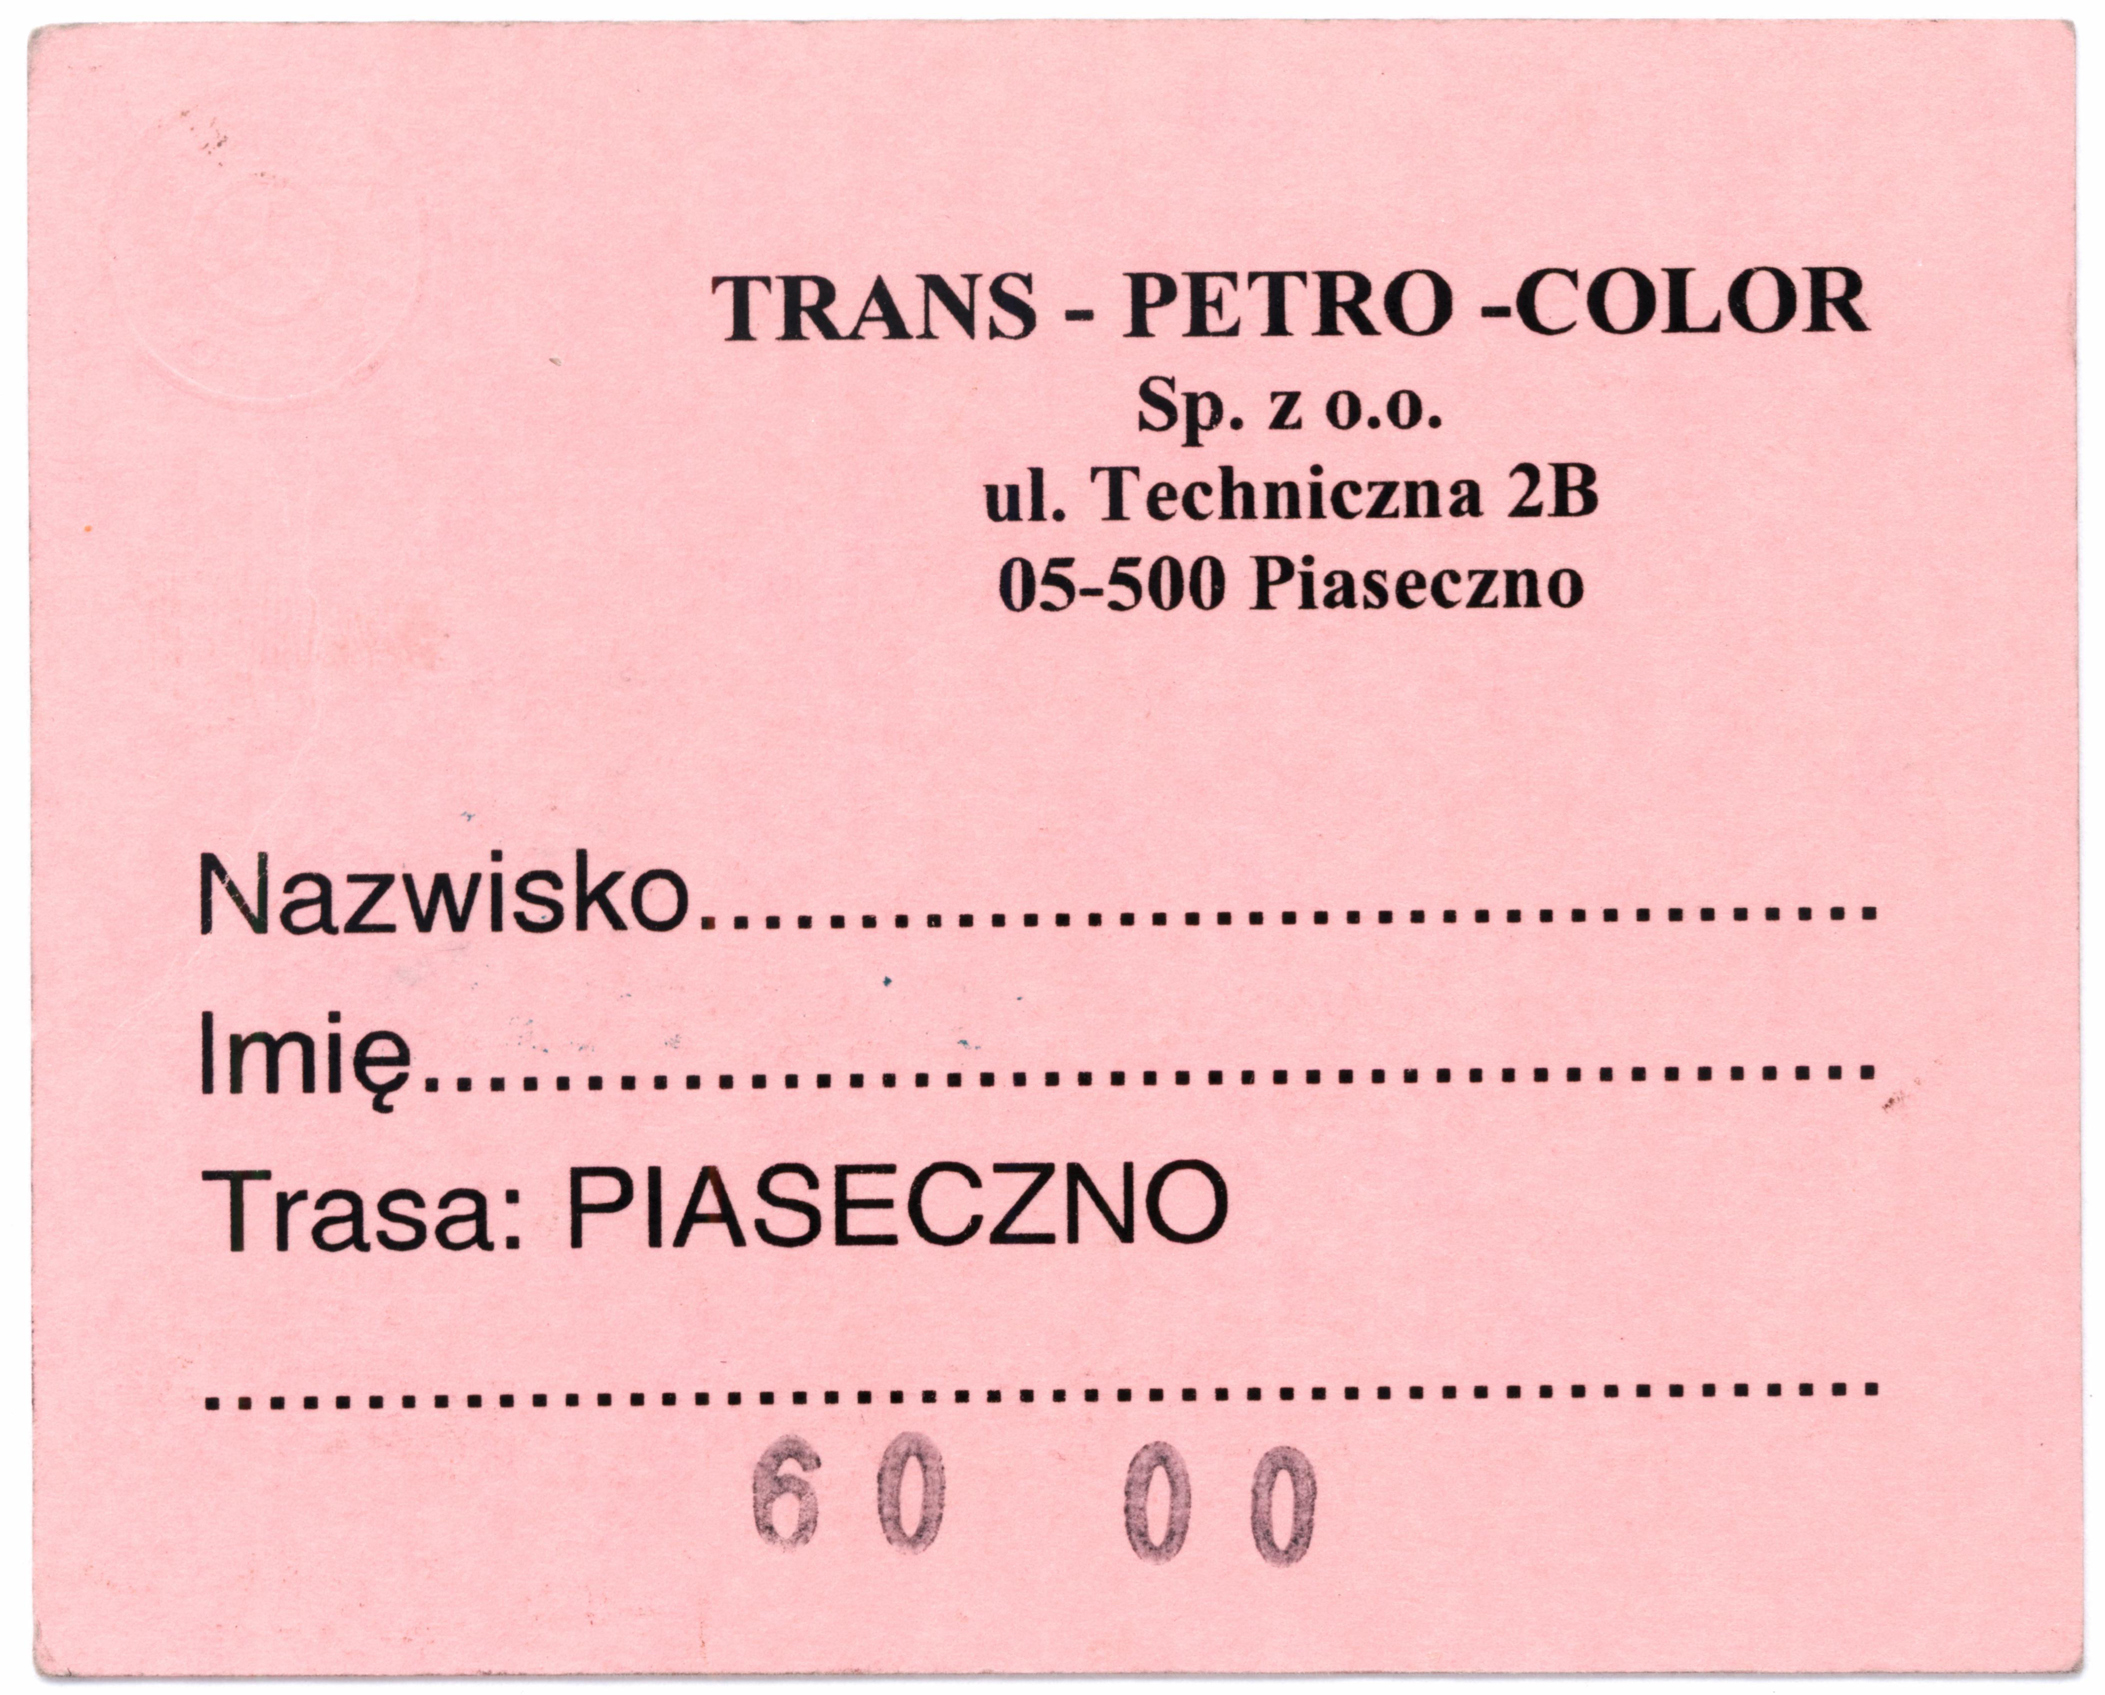 TRANS - PETRO -COLOR
Sp. z o.o.
ul. Techniczna 2B
05-500 Piaseczno
Nazwisko....................................
Imię.............................................
Trasa: PIASECZNO
....................................................
60 00